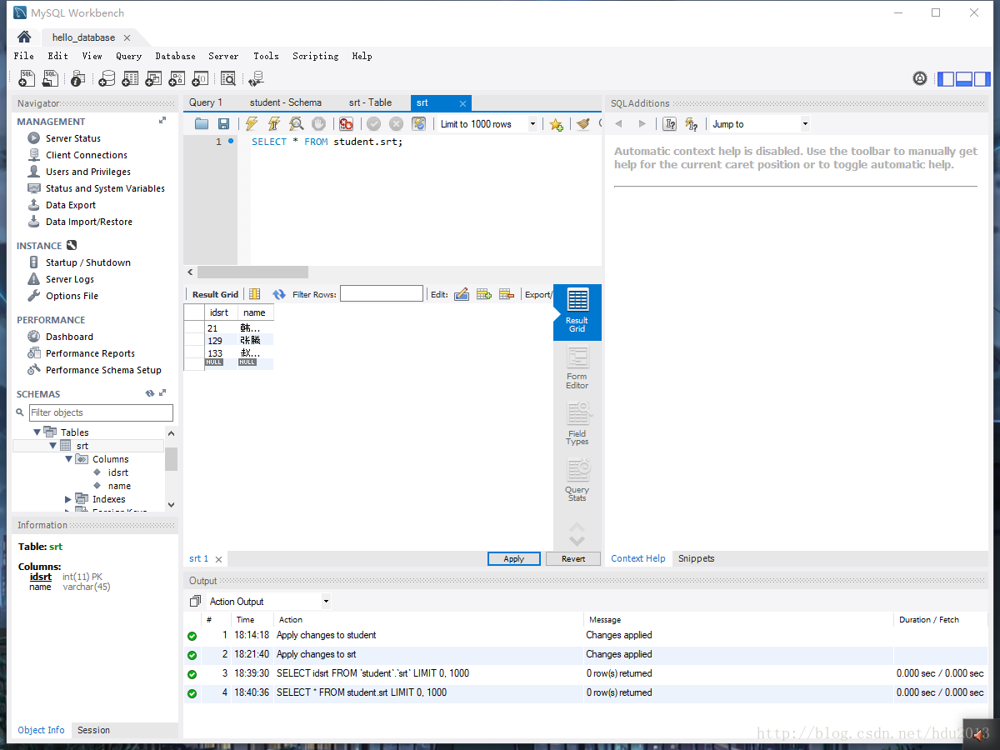 MySQL Workbench
hello_database
File Edit View Query Database Server Tools Scripting Help
Navigator
MANAGEMENT
Server Status
Client Connections
Users and Privileges
Status and System Variables
Data Export
Data Import/Restore
INSTANCE
Startup / Shutdown
Server Logs
Options File
PERFORMANCE
Dashboard
Performance Reports
Performance Schema Setup
SCHEMAS
Filter objects
Tables
srt
Columns
idsrt
name
Indexes
Foreign Keys
Information
Table: srt
Columns:
idsrt int(11) PK
name varchar(45)
Object Info Session
Query 1 student - Schema srt - Table srt
Limit to 1000 rows
1 SELECT * FROM student.srt;
Result Grid Filter Rows: Edit: Export/
idsrt name
21 韩...
129 张腾
133 赵...
NULL NULL
Result
Grid
Form
Editor
Field
Types
Query
Stats
srt 1 Apply Revert
SQLAdditions
Jump to
Automatic context help is disabled. Use the toolbar to manually get
help for the current caret position or to toggle automatic help.
Context Help Snippets
Output
Action Output
# Time Action Message Duration / Fetch
1 18:14:18 Apply changes to student Changes applied
2 18:21:40 Apply changes to srt Changes applied
3 18:39:30 SELECT idsrt FROM `student`.`srt` LIMIT 0, 1000 0 row(s) returned 0.000 sec / 0.000 sec
4 18:40:36 SELECT * FROM student.srt LIMIT 0, 1000 0 row(s) returned 0.000 sec / 0.000 sec
http://blog.csdn.net/hdu2013